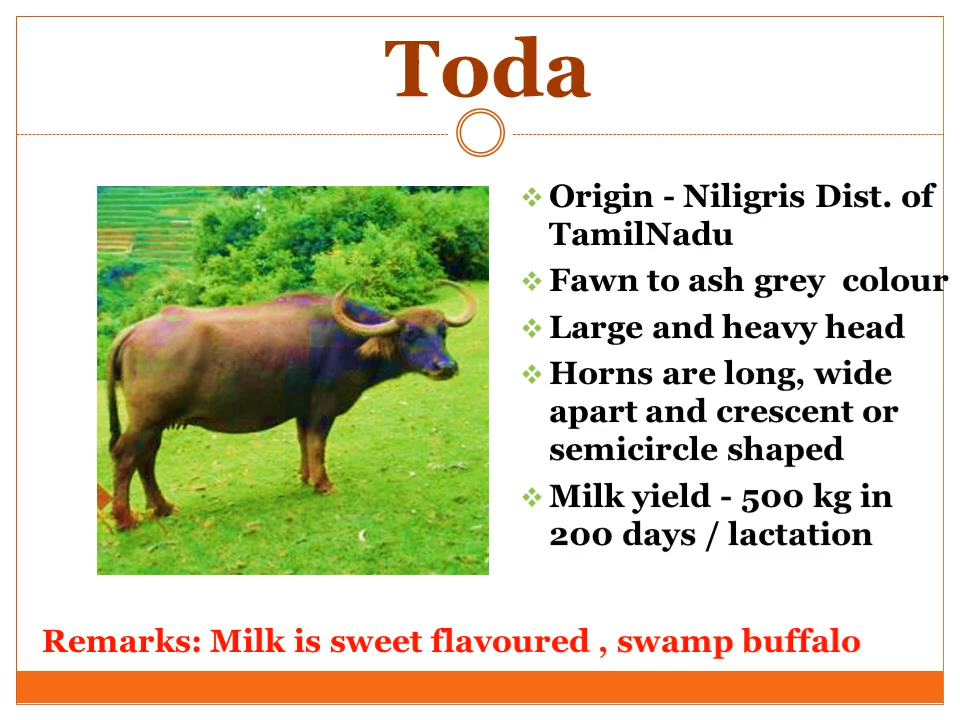 Toda
Origin - Niligris Dist. of
TamilNadu
Fawn to ash grey  colour
Large and heavy head
Horns are long, wide
apart and crescent or
semicircle shaped
Milk yield - 500 kg in
200 days / lactation
Remarks: Milk is sweet flavoured , swamp buffalo